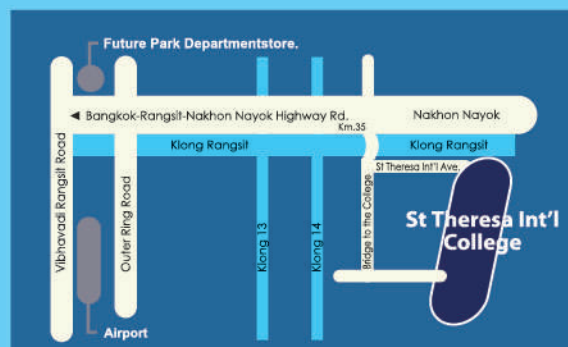 Future Park Departmentstore.
Bangkok-Rangsit-Nakhon Nayok Highway Rd.
Nakhon Nayok
Km.35
Klong Rangsit
Klong Rangsit
St Theresa Int'l Ave.
Vibhavadi Rangsit Road
Outer Ring Road
Klong 13
Klong 14
Bridge to the College
St Theresa Int'l
College
Airport